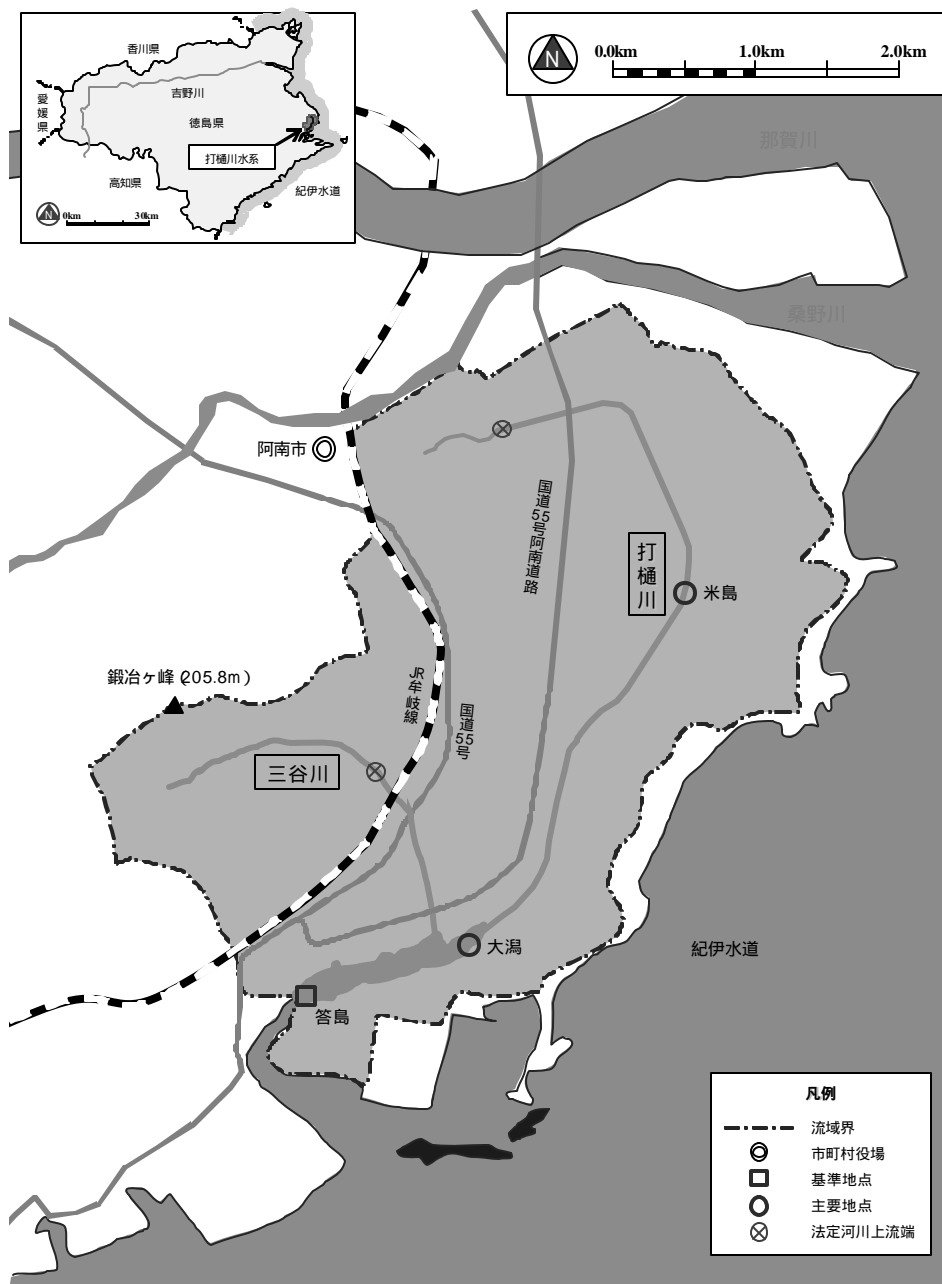 香川県
愛媛県
吉野川
徳島県
打樋川水系
高知県
紀伊水道
N
0km 30km
N
0.0km 1.0km 2.0km
那賀川
桑野川
阿南市
国道55号阿南道路
打樋川
米島
鍛冶ヶ峰(205.8m)
JR牟岐線
国道55号
三谷川
大潟
紀伊水道
答島
凡例
流域界
市町村役場
基準地点
主要地点
法定河川上流端